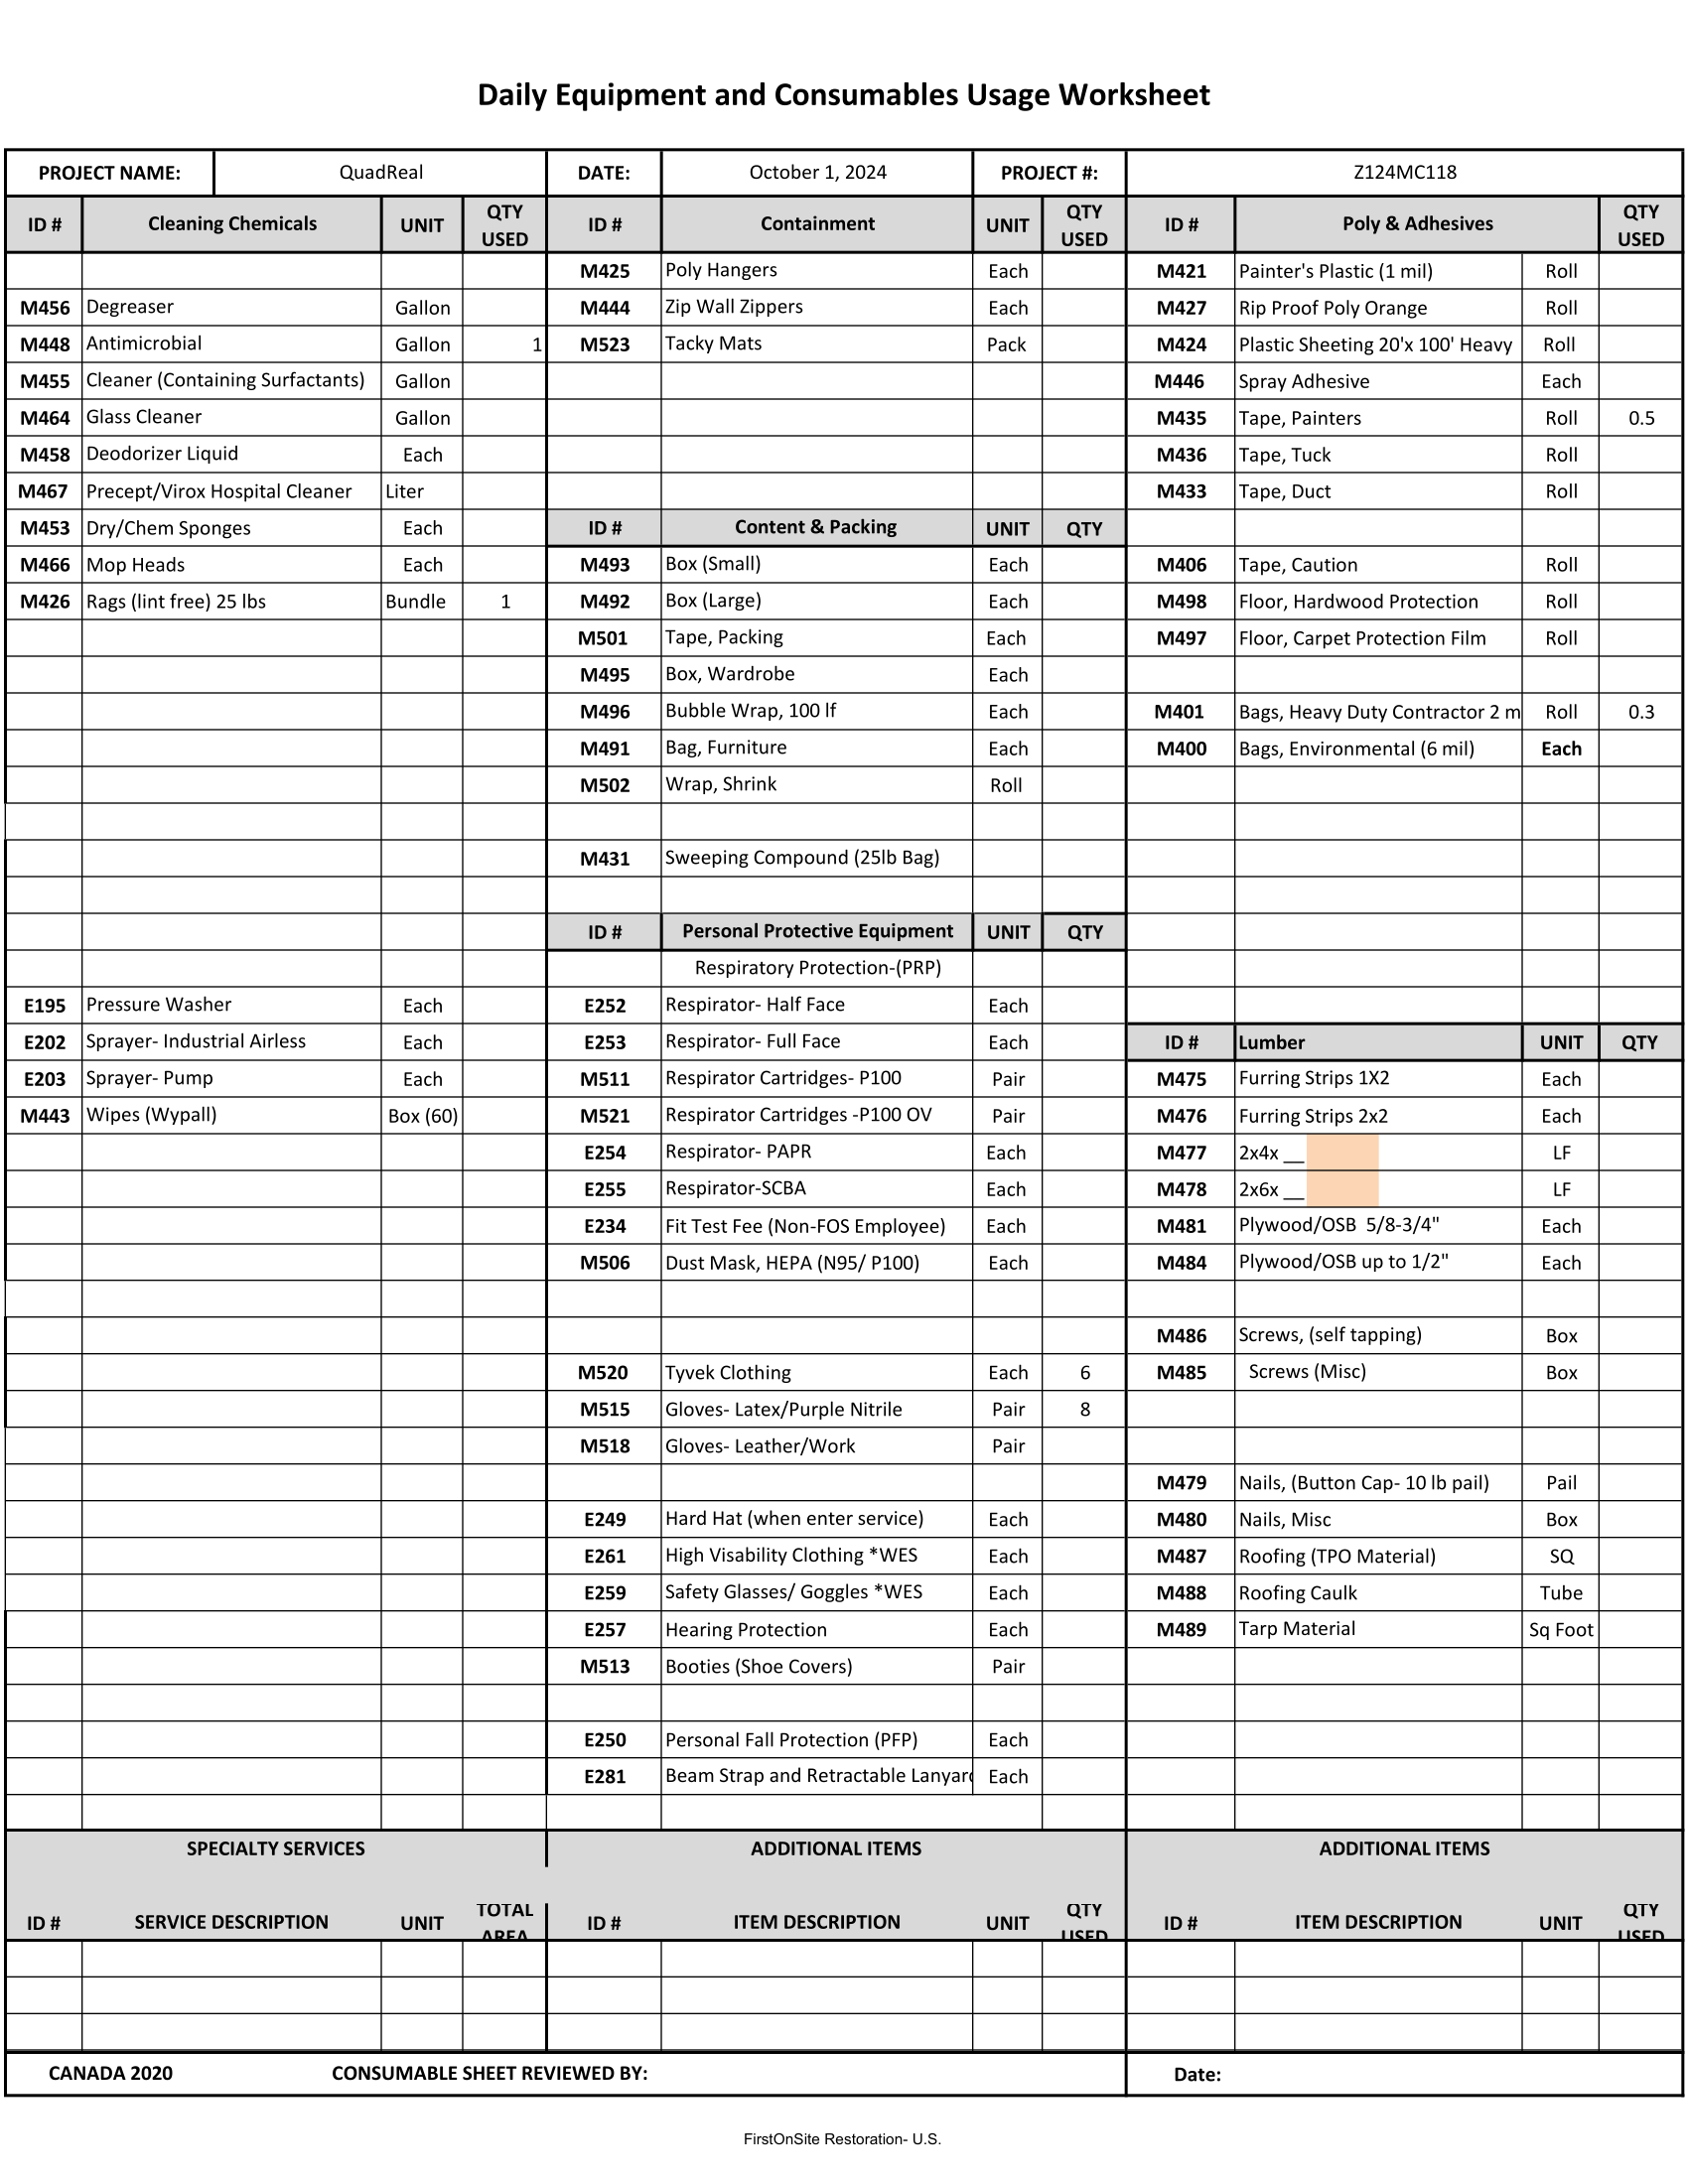 Daily Equipment and Consumables Usage Worksheet
PROJECT NAME: QuadReal DATE: October 1, 2024 PROJECT #: Z124MC118
ID # Cleaning Chemicals UNIT QTY USED ID # Containment UNIT QTY USED ID # Poly & Adhesives QTY USED
M425 Poly Hangers Each M421 Painter's Plastic (1 mil) Roll
M456 Degreaser Gallon M444 Zip Wall Zippers Each M427 Rip Proof Poly Orange Roll
M448 Antimicrobial Gallon 1 M523 Tacky Mats Pack M424 Plastic Sheeting 20'x 100' Heavy Roll
M455 Cleaner (Containing Surfactants) Gallon M446 Spray Adhesive Each
M464 Glass Cleaner Gallon M435 Tape, Painters Roll 0.5
M458 Deodorizer Liquid Each M436 Tape, Tuck Roll
M467 Precept/Virox Hospital Cleaner Liter M433 Tape, Duct Roll
M453 Dry/Chem Sponges Each ID # Content & Packing UNIT QTY
M466 Mop Heads Each M493 Box (Small) Each M406 Tape, Caution Roll
M426 Rags (lint free) 25 lbs Bundle 1 M492 Box (Large) Each M498 Floor, Hardwood Protection Roll
M501 Tape, Packing Each M497 Floor, Carpet Protection Film Roll
M495 Box, Wardrobe Each
M496 Bubble Wrap, 100 lf Each M401 Bags, Heavy Duty Contractor 2 m Roll 0.3
M491 Bag, Furniture Each M400 Bags, Environmental (6 mil) Each
M502 Wrap, Shrink Roll
M431 Sweeping Compound (25lb Bag)
ID # Personal Protective Equipment UNIT QTY
Respiratory Protection-(PRP)
E195 Pressure Washer Each E252 Respirator- Half Face Each
E202 Sprayer- Industrial Airless Each E253 Respirator- Full Face Each ID # Lumber UNIT QTY
E203 Sprayer- Pump Each M511 Respirator Cartridges- P100 Pair M475 Furring Strips 1X2 Each
M443 Wipes (Wypall) Box (60) M521 Respirator Cartridges -P100 OV Pair M476 Furring Strips 2x2 Each
E254 Respirator- PAPR Each M477 2x4x __ LF
E255 Respirator-SCBA Each M478 2x6x __ LF
E234 Fit Test Fee (Non-FOS Employee) Each M481 Plywood/OSB 5/8-3/4" Each
M506 Dust Mask, HEPA (N95/ P100) Each M484 Plywood/OSB up to 1/2" Each
M486 Screws, (self tapping) Box
M520 Tyvek Clothing Each 6 M485 Screws (Misc) Box
M515 Gloves- Latex/Purple Nitrile Pair 8
M518 Gloves- Leather/Work Pair
M479 Nails, (Button Cap- 10 lb pail) Pail
E249 Hard Hat (when enter service) Each M480 Nails, Misc Box
E261 High Visability Clothing *WES Each M487 Roofing (TPO Material) SQ
E259 Safety Glasses/ Goggles *WES Each M488 Roofing Caulk Tube
E257 Hearing Protection Each M489 Tarp Material Sq Foot
M513 Booties (Shoe Covers) Pair
E250 Personal Fall Protection (PFP) Each
E281 Beam Strap and Retractable Lanyard Each
SPECIALTY SERVICES ADDITIONAL ITEMS ADDITIONAL ITEMS
ID # SERVICE DESCRIPTION UNIT TOTAL AREA ID # ITEM DESCRIPTION UNIT QTY USED ID # ITEM DESCRIPTION UNIT QTY USED
CANADA 2020 CONSUMABLE SHEET REVIEWED BY: Date:
FirstOnSite Restoration- U.S.